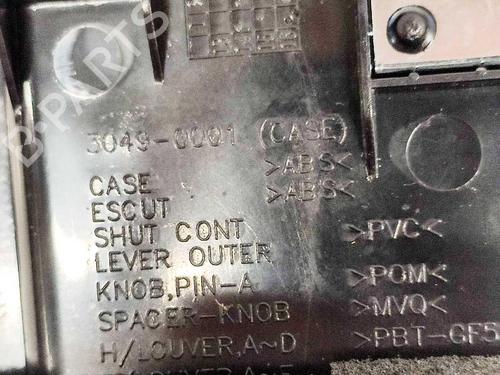 B-PARTS
3049-0001 (CASE)
>ABS<
CASE >ABS<
ESCUT
SHUT CONT >PVC<
LEVER OUTER
KNOB,PIN-A >POM<
SPACER-KNOB >MVQ<
H/LOUVER,A~D >PBT-GF5